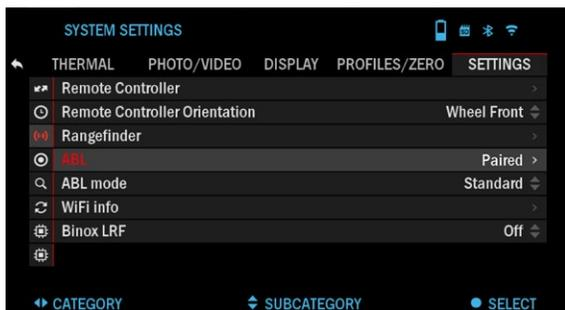 SYSTEM SETTINGS
THERMAL PHOTO/VIDEO DISPLAY PROFILES/ZERO SETTINGS
Remote Controller
Remote Controller Orientation Wheel Front
Rangefinder
ABL Paired
ABL mode Standard
WiFi info
Binox LRF Off
CATEGORY SUBCATEGORY SELECT